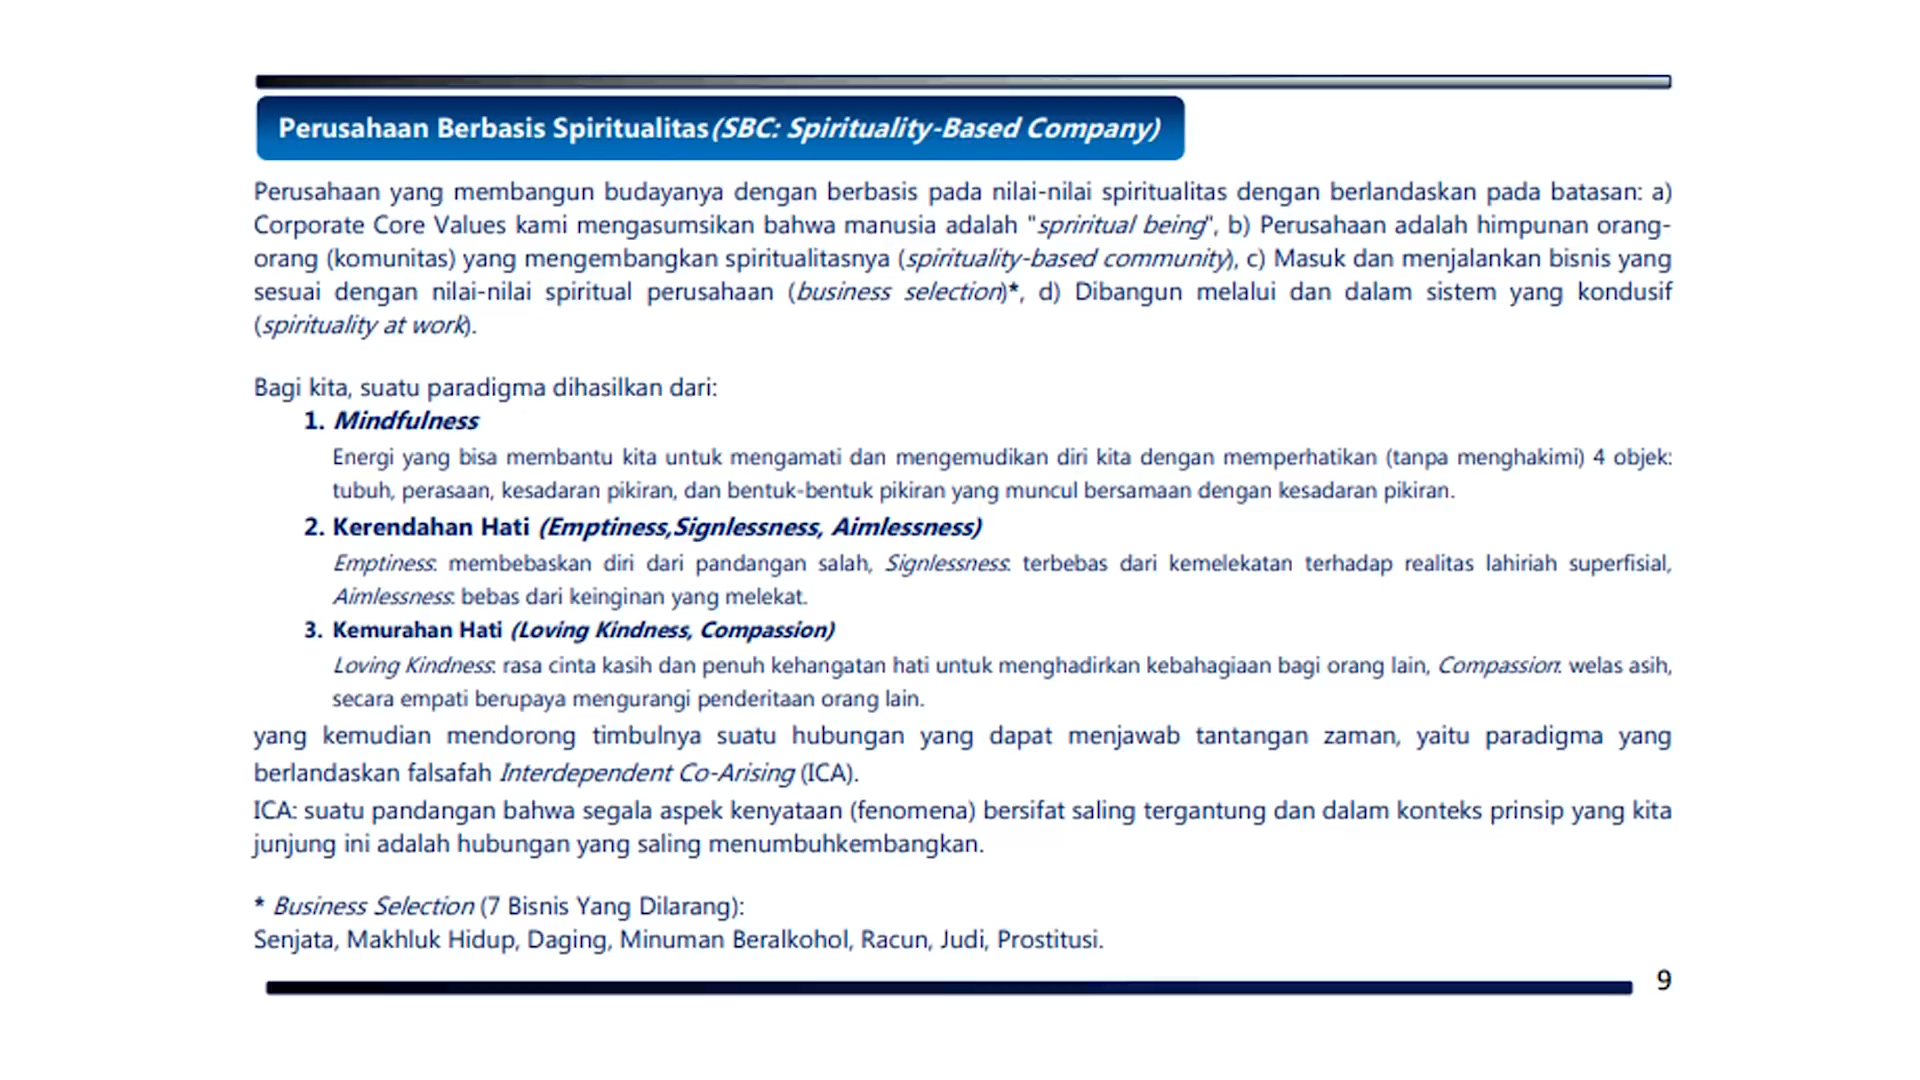 Perusahaan Berbasis Spiritualitas (SBC: Spirituality-Based Company)
Perusahaan yang membangun budayanya dengan berbasis pada nilai-nilai spiritualitas dengan berlandaskan pada batasan: a)
Corporate Core Values kami mengasumsikan bahwa manusia adalah "spriritual being", b) Perusahaan adalah himpunan orang-
orang (komunitas) yang mengembangkan spiritualitasnya (spirituality-based community), c) Masuk dan menjalankan bisnis yang
sesuai dengan nilai-nilai spiritual perusahaan (business selection)*, d) Dibangun melalui dan dalam sistem yang kondusif
(spirituality at work).
Bagi kita, suatu paradigma dihasilkan dari:
1. Mindfulness
Energi yang bisa membantu kita untuk mengamati dan mengemudikan diri kita dengan memperhatikan (tanpa menghakimi) 4 objek:
tubuh, perasaan, kesadaran pikiran, dan bentuk-bentuk pikiran yang muncul bersamaan dengan kesadaran pikiran.
2. Kerendahan Hati (Emptiness,Signlessness, Aimlessness)
Emptiness: membebaskan diri dari pandangan salah, Signlessness: terbebas dari kemelekatan terhadap realitas lahiriah superfisial,
Aimlessness: bebas dari keinginan yang melekat.
3. Kemurahan Hati (Loving Kindness, Compassion)
Loving Kindness: rasa cinta kasih dan penuh kehangatan hati untuk menghadirkan kebahagiaan bagi orang lain, Compassion: welas asih,
secara empati berupaya mengurangi penderitaan orang lain.
yang kemudian mendorong timbulnya suatu hubungan yang dapat menjawab tantangan zaman, yaitu paradigma yang
berlandaskan falsafah Interdependent Co-Arising (ICA).
ICA: suatu pandangan bahwa segala aspek kenyataan (fenomena) bersifat saling tergantung dan dalam konteks prinsip yang kita
junjung ini adalah hubungan yang saling menumbuhkembangkan.
* Business Selection (7 Bisnis Yang Dilarang):
Senjata, Makhluk Hidup, Daging, Minuman Beralkohol, Racun, Judi, Prostitusi.
9